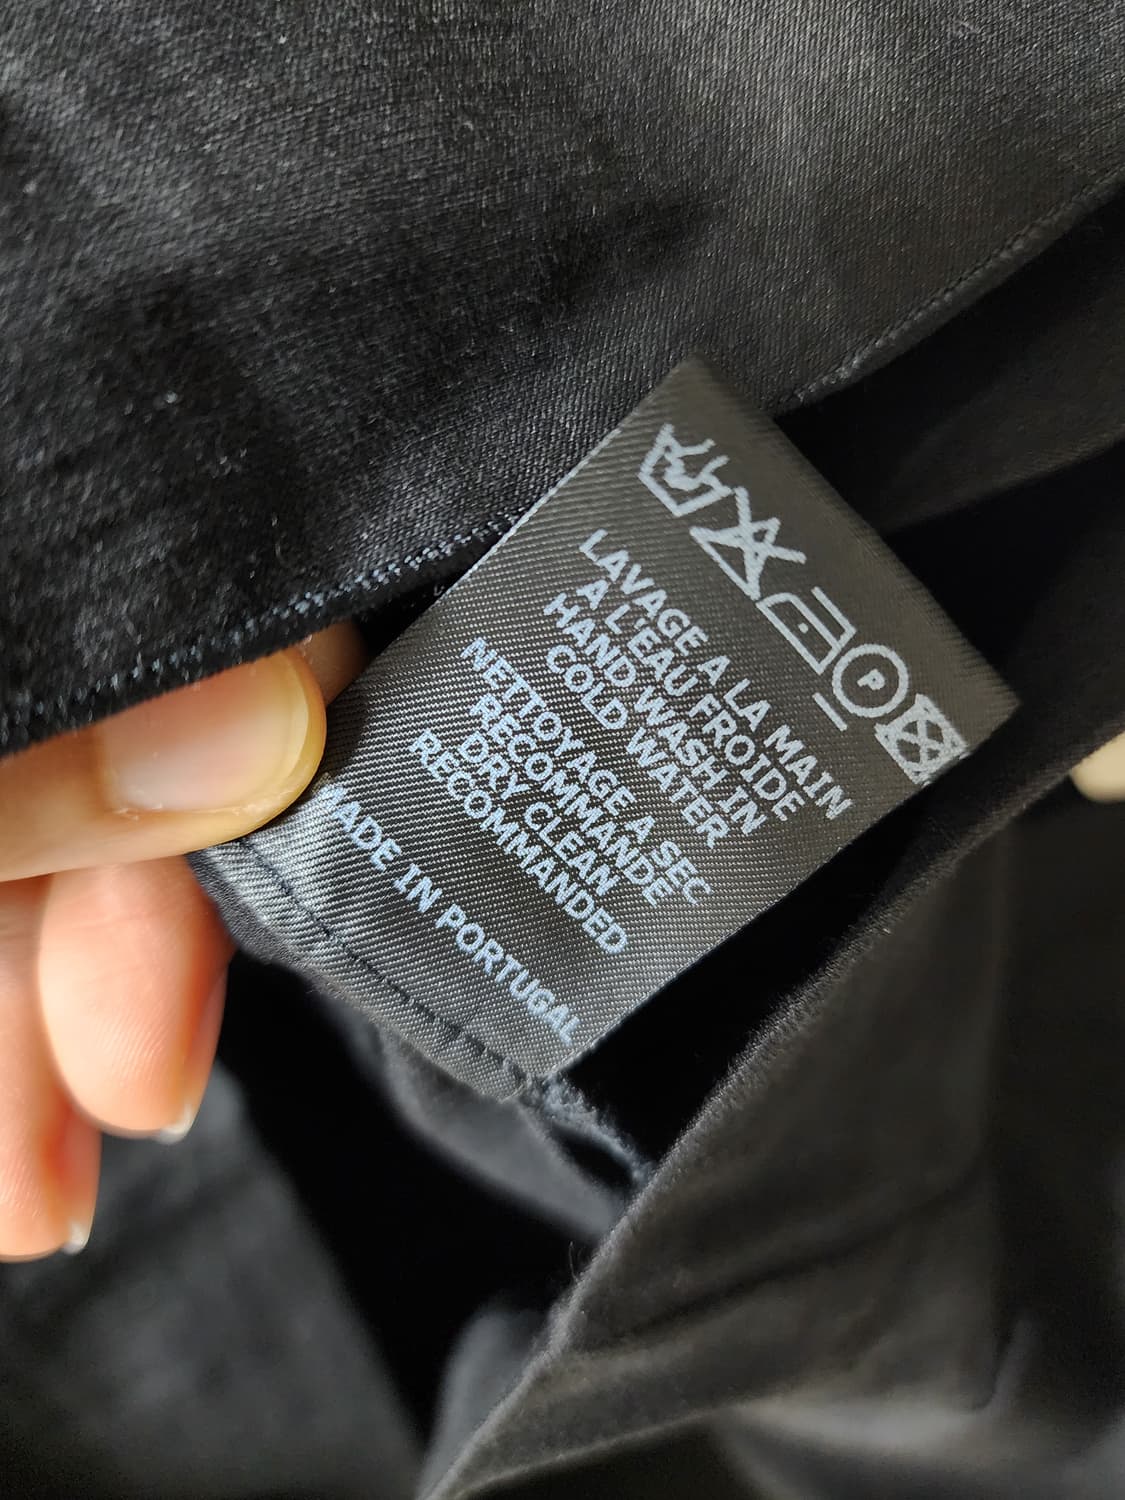 P
LAVAGE A LA MAIN
A L'EAU FROIDE
HAND WASH IN
COLD WATER
NETTOYAGE A SEC
RECOMMANDE
DRY CLEAN
RECOMMANDED
MADE IN PORTUGAL